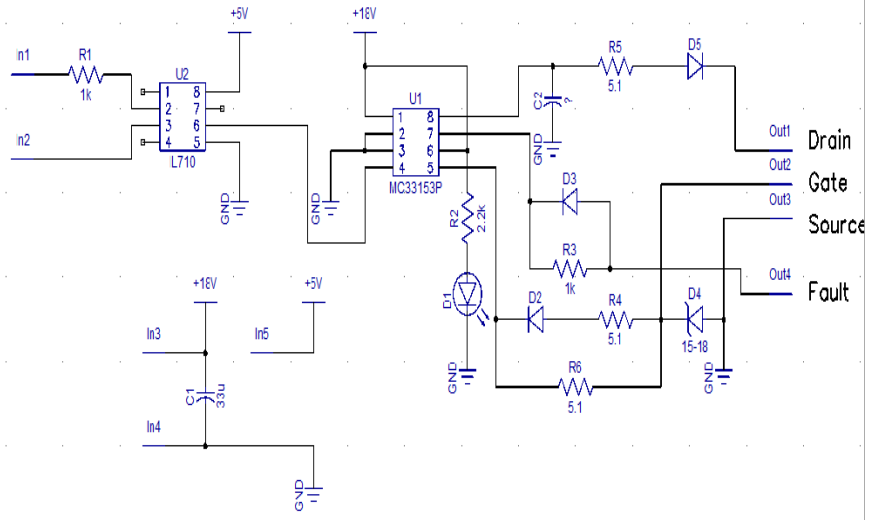 +5V
+18V
In1
R1
1k
U2
1 8
2 7
3 6
4 5
L710
In2
GND
GND
U1
1 8
2 7
3 6
4 5
MC33153P
R5
5.1
D5
C2
?
GND
Out1
Drain
Out2
Gate
Out3
Source
Out4
Fault
D3
R3
1k
R2
2.2k
D1
GND
D2
R4
5.1
D4
15-18
GND
R6
5.1
+18V
+5V
In3
In5
C1
33u
In4
GND